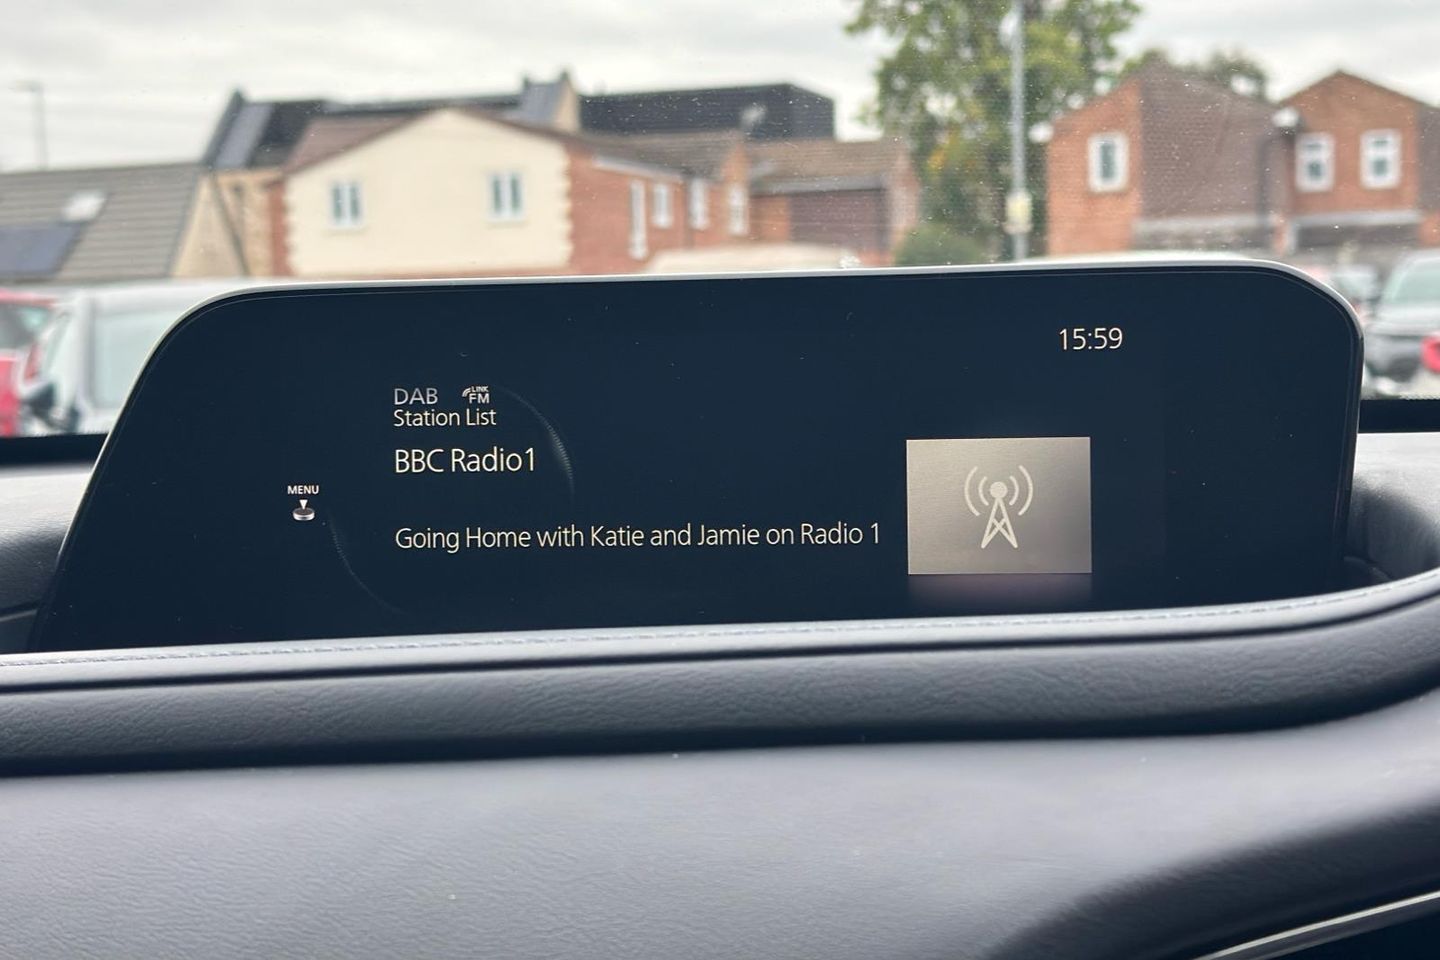 15:59
DAB LINK FM
Station List
BBC Radio1
MENU
Going Home with Katie and Jamie on Radio 1